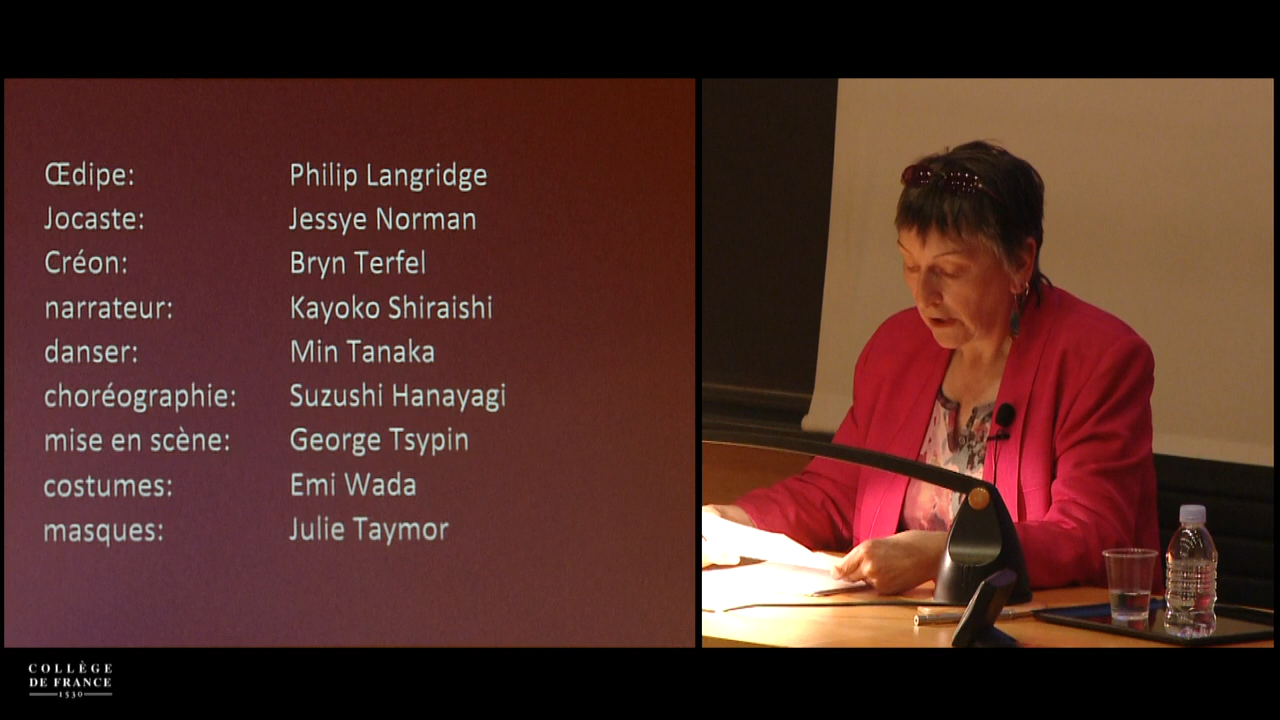 Œdipe: Philip Langridge
Jocaste: Jessye Norman
Créon: Bryn Terfel
narrateur: Kayoko Shiraishi
danser: Min Tanaka
choréographie: Suzushi Hanayagi
mise en scène: George Tsypin
costumes: Emi Wada
masques: Julie Taymor
COLLÈGE
DE FRANCE
1530